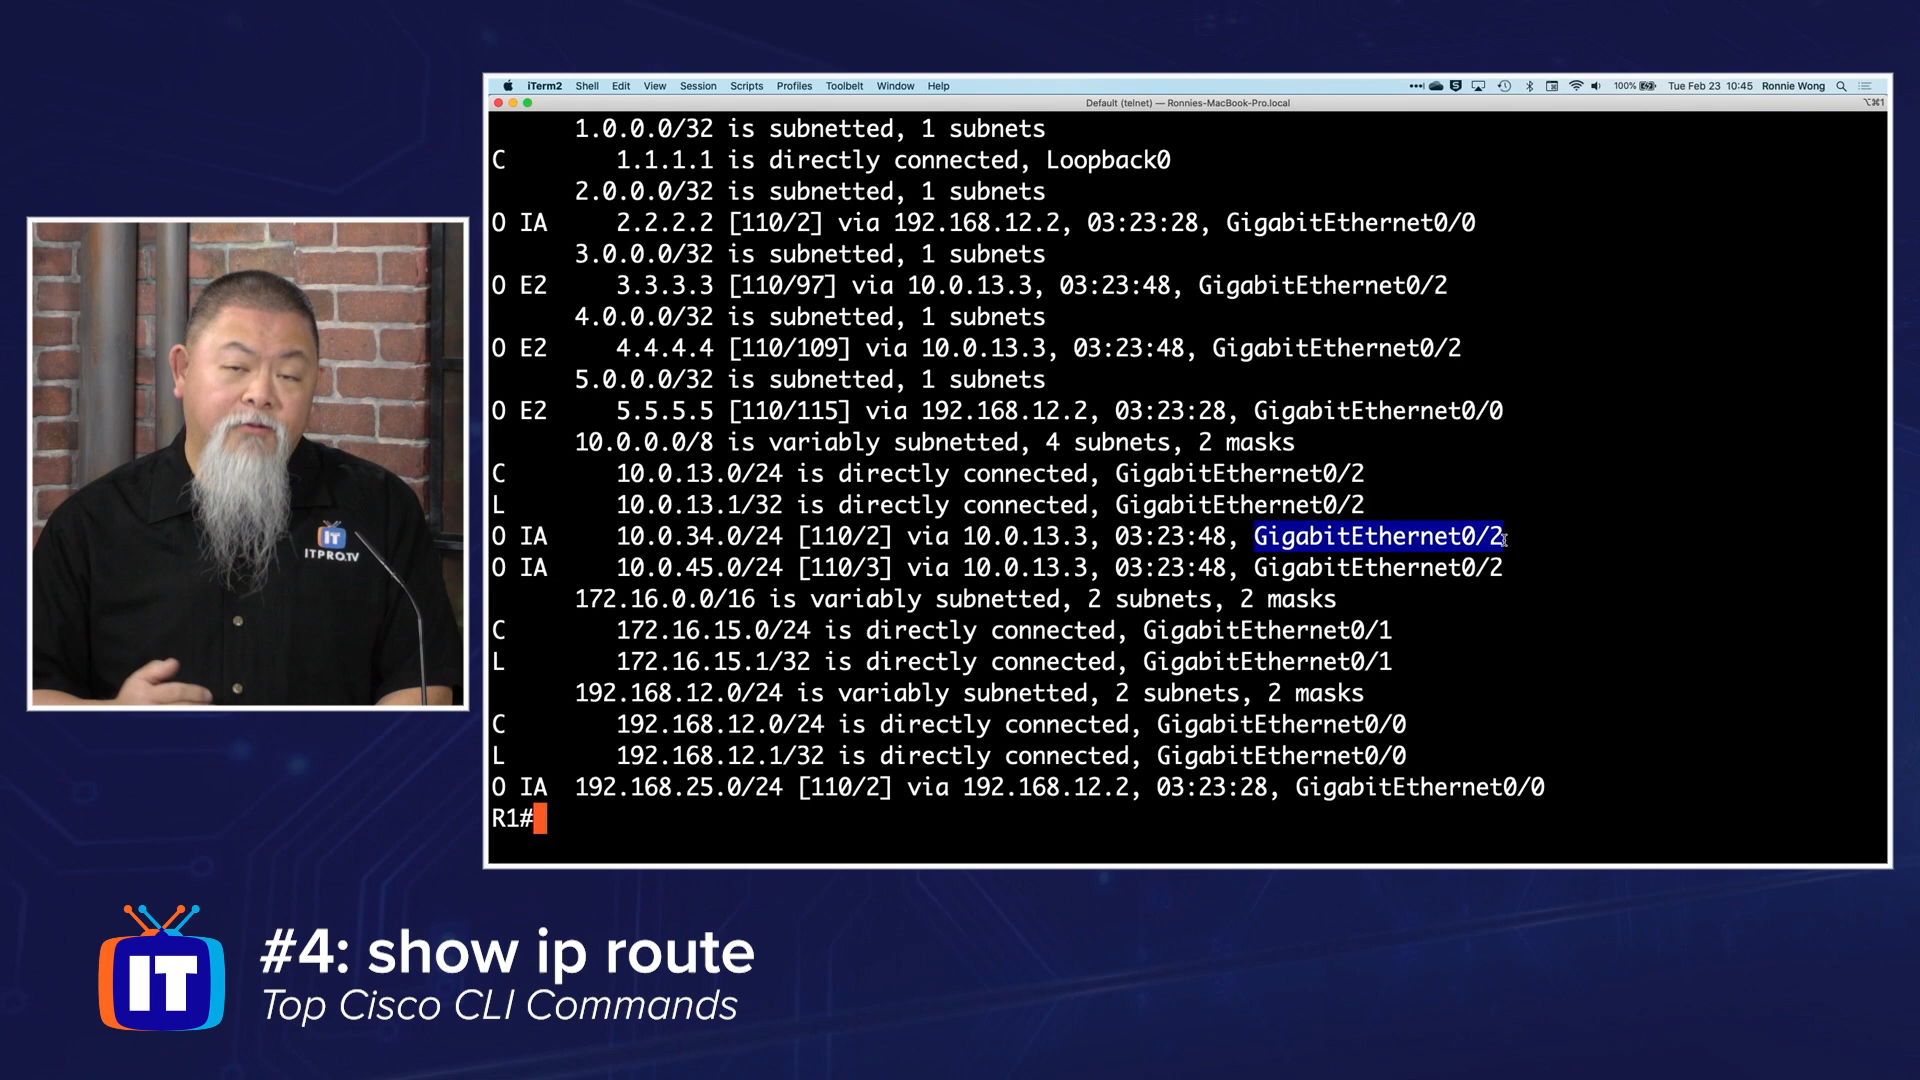 iTerm2 Shell Edit View Session Scripts Profiles Toolbelt Window Help 100% Tue Feb 23 10:45 Ronnie Wong
Default (telnet) — Ronnies-MacBook-Pro.local ⌥⌘1
1.0.0.0/32 is subnetted, 1 subnets
C 1.1.1.1 is directly connected, Loopback0
2.0.0.0/32 is subnetted, 1 subnets
O IA 2.2.2.2 [110/2] via 192.168.12.2, 03:23:28, GigabitEthernet0/0
3.0.0.0/32 is subnetted, 1 subnets
O E2 3.3.3.3 [110/97] via 10.0.13.3, 03:23:48, GigabitEthernet0/2
4.0.0.0/32 is subnetted, 1 subnets
O E2 4.4.4.4 [110/109] via 10.0.13.3, 03:23:48, GigabitEthernet0/2
5.0.0.0/32 is subnetted, 1 subnets
O E2 5.5.5.5 [110/115] via 192.168.12.2, 03:23:28, GigabitEthernet0/0
10.0.0.0/8 is variably subnetted, 4 subnets, 2 masks
C 10.0.13.0/24 is directly connected, GigabitEthernet0/2
L 10.0.13.1/32 is directly connected, GigabitEthernet0/2
O IA 10.0.34.0/24 [110/2] via 10.0.13.3, 03:23:48, GigabitEthernet0/2
O IA 10.0.45.0/24 [110/3] via 10.0.13.3, 03:23:48, GigabitEthernet0/2
172.16.0.0/16 is variably subnetted, 2 subnets, 2 masks
C 172.16.15.0/24 is directly connected, GigabitEthernet0/1
L 172.16.15.1/32 is directly connected, GigabitEthernet0/1
192.168.12.0/24 is variably subnetted, 2 subnets, 2 masks
C 192.168.12.0/24 is directly connected, GigabitEthernet0/0
L 192.168.12.1/32 is directly connected, GigabitEthernet0/0
O IA 192.168.25.0/24 [110/2] via 192.168.12.2, 03:23:28, GigabitEthernet0/0
R1#
IT
ITPRO.TV
IT
#4: show ip route
Top Cisco CLI Commands